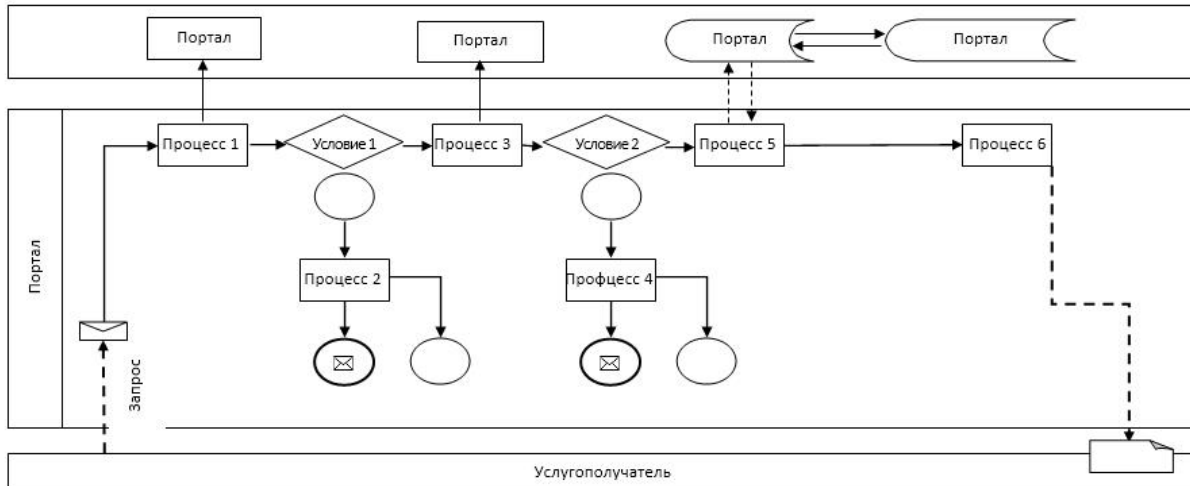 Портал
Портал
Портал
Портал
Процесс 1
Условие 1
Процесс 3
Условие 2
Процесс 5
Процесс 6
Портал
Процесс 2
Профцесс 4
Запрос
Услугополучатель